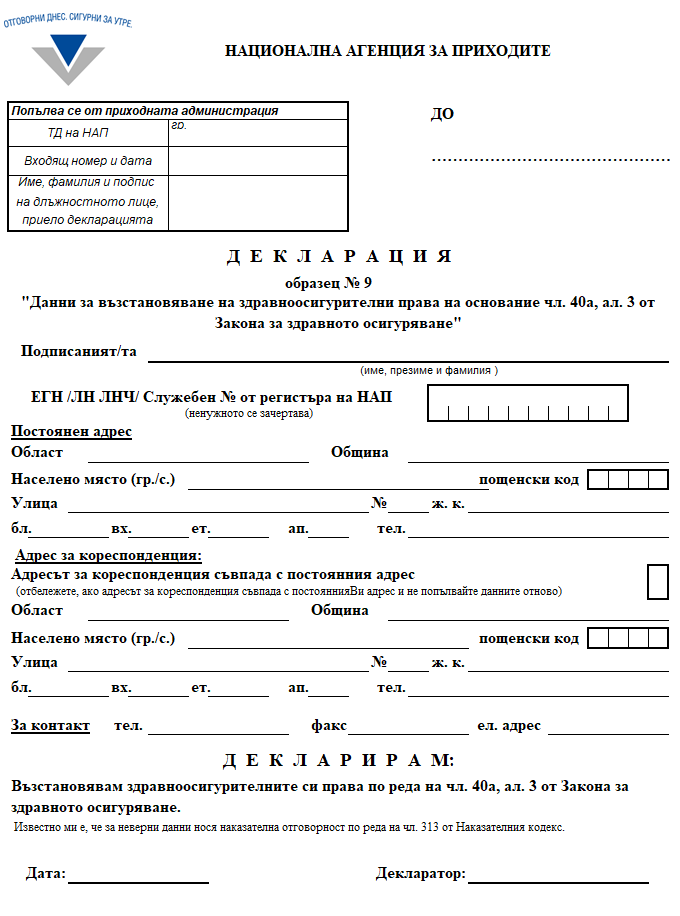 ОТГОВОРНИ ДНЕС. СИГУРНИ ЗА УТРЕ.
НАЦИОНАЛНА АГЕНЦИЯ ЗА ПРИХОДИТЕ
Попълва се от приходната администрация
ТД на НАП
гр.
Входящ номер и дата
Име, фамилия и подпис
на длъжностното лице,
приело декларацията
ДО
................................................
Д Е К Л А Р А Ц И Я
образец № 9
"Данни за възстановяване на здравноосигурителни права на основание чл. 40а, ал. 3 от
Закона за здравното осигуряване"
Подписаният/та
(име, презиме и фамилия )
ЕГН /ЛН ЛНЧ/ Служебен № от регистъра на НАП
(ненужното се зачертава)
Постоянен адрес
Област Община
Населено място (гр./с.) пощенски код
Улица № ж. к.
бл. вх. ет. ап. тел.
Адрес за кореспонденция:
Адресът за кореспонденция съвпада с постоянния адрес
(отбележете, ако адресът за кореспонденция съвпада с постояннияВи адрес и не попълвайте данните отново)
Област Община
Населено място (гр./с.) пощенски код
Улица № ж. к.
бл. вх. ет. ап. тел.
За контакт тел. факс ел. адрес
Д Е К Л А Р И Р А М:
Възстановявам здравноосигурителните си права по реда на чл. 40а, ал. 3 от Закона за
здравното осигуряване.
Известно ми е, че за неверни данни нося наказателна отговорност по реда на чл. 313 от Наказателния кодекс.
Дата: Декларатор: